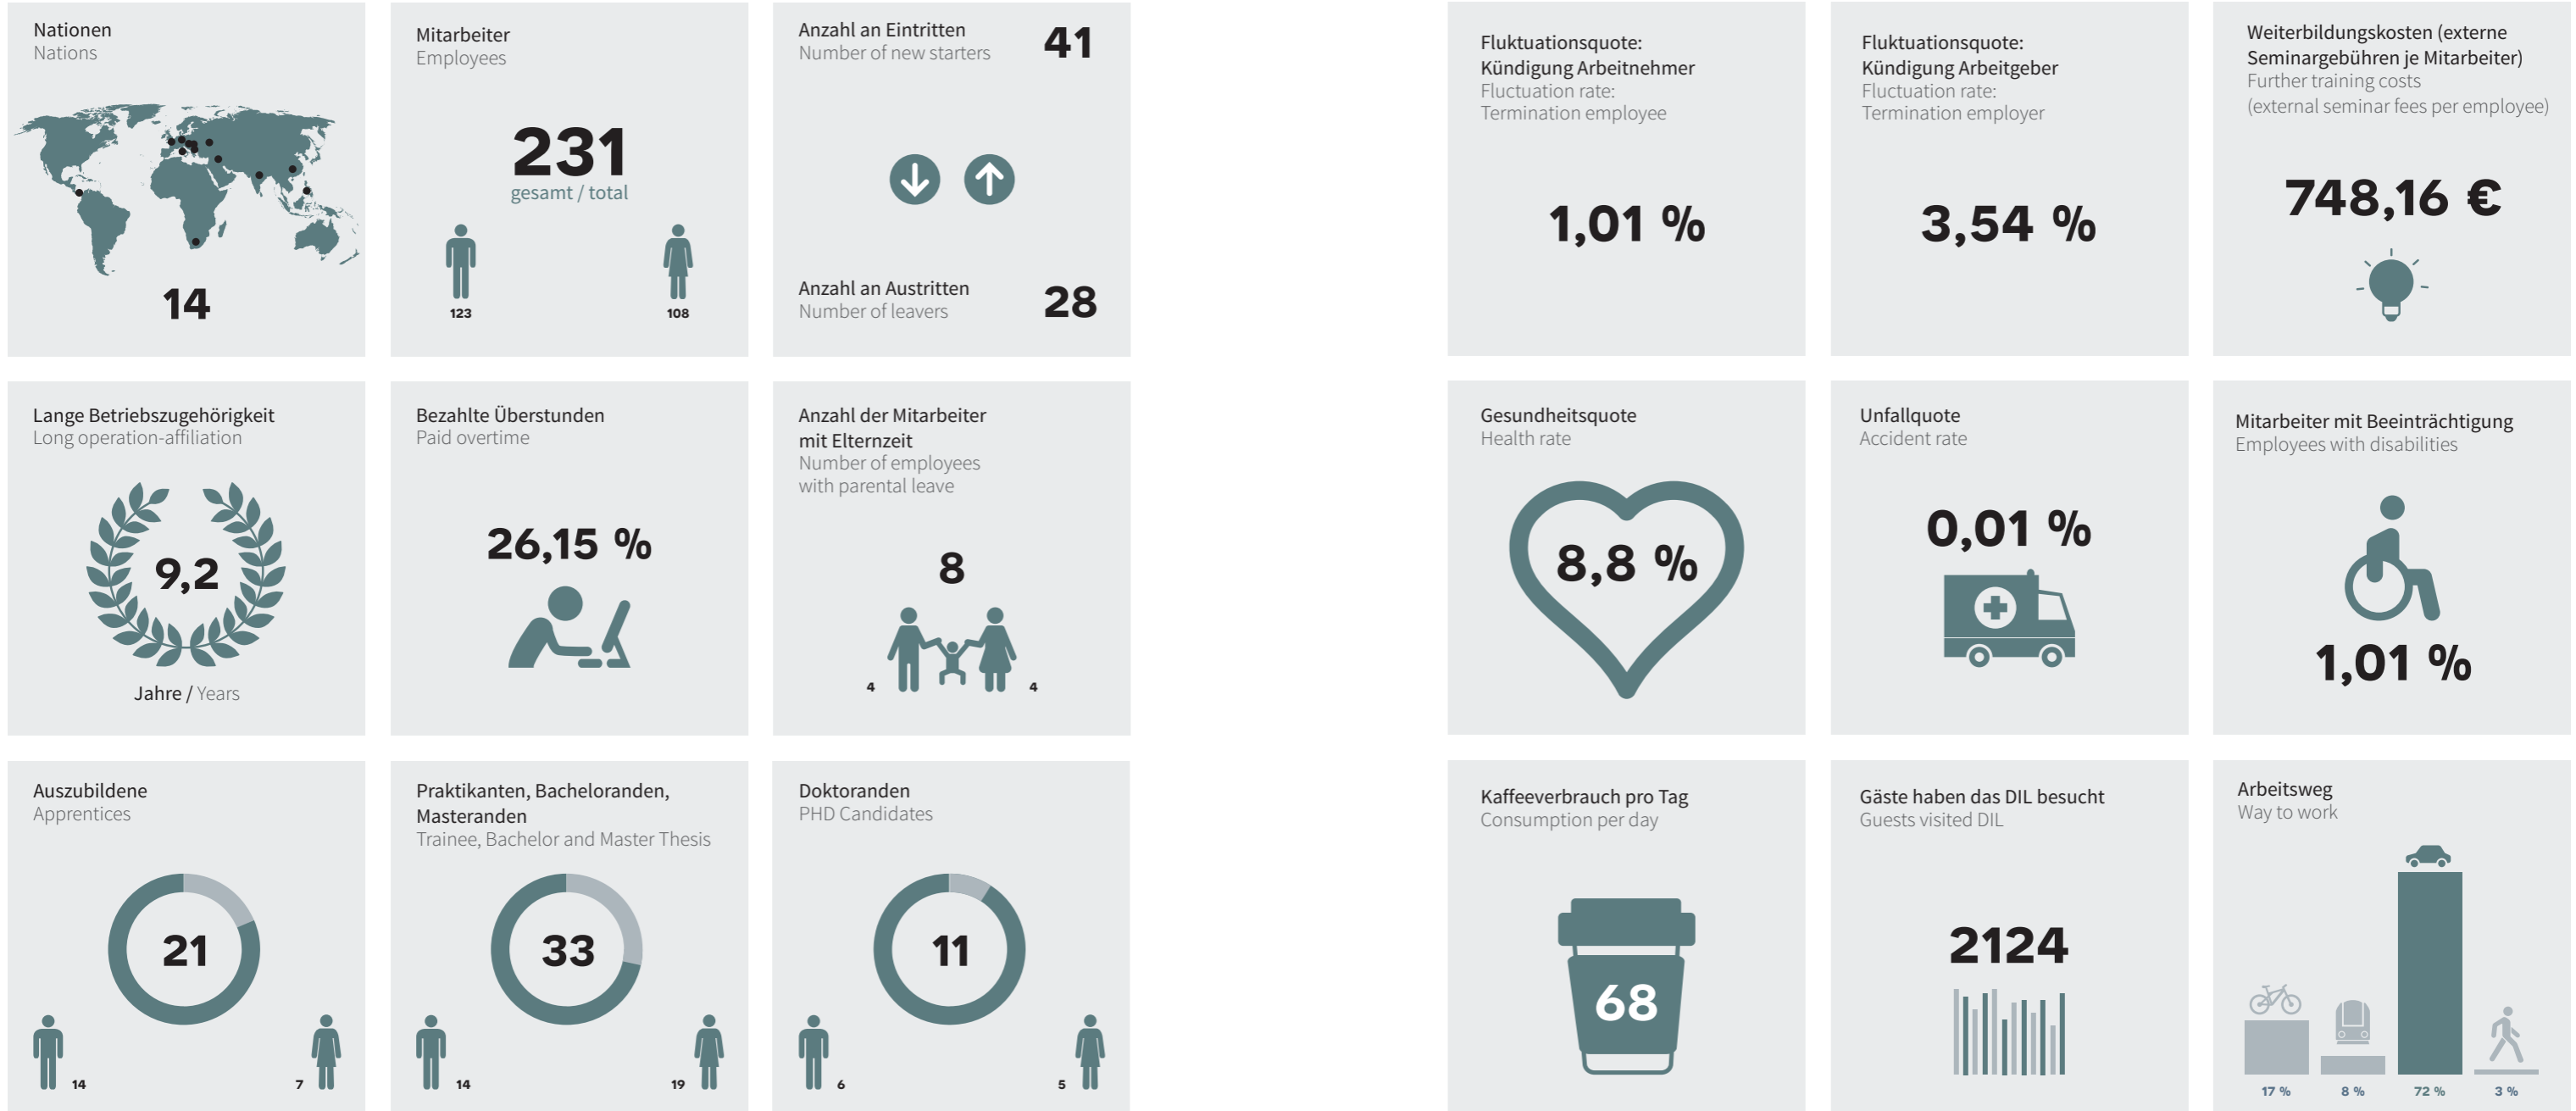 Nationen
Nations
14
Mitarbeiter
Employees
231
gesamt / total
123
108
Anzahl an Eintritten
Number of new starters
41
Anzahl an Austritten
Number of leavers
28
Fluktuationsquote:
Kündigung Arbeitnehmer
Fluctuation rate:
Termination employee
1,01 %
Fluktuationsquote:
Kündigung Arbeitgeber
Fluctuation rate:
Termination employer
3,54 %
Weiterbildungskosten (externe
Seminargebühren je Mitarbeiter)
Further training costs
(external seminar fees per employee)
748,16 €
Lange Betriebszugehörigkeit
Long operation-affiliation
9,2
Jahre / Years
Bezahlte Überstunden
Paid overtime
26,15 %
Anzahl der Mitarbeiter
mit Elternzeit
Number of employees
with parental leave
8
4
4
Gesundheitsquote
Health rate
8,8 %
Unfallquote
Accident rate
0,01 %
Mitarbeiter mit Beeinträchtigung
Employees with disabilities
1,01 %
Auszubildene
Apprentices
21
14
7
Praktikanten, Bacheloranden,
Masteranden
Trainee, Bachelor and Master Thesis
33
14
19
Doktoranden
PHD Candidates
11
6
5
Kaffeeverbrauch pro Tag
Consumption per day
68
Gäste haben das DIL besucht
Guests visited DIL
2124
Arbeitsweg
Way to work
17 %
8 %
72 %
3 %